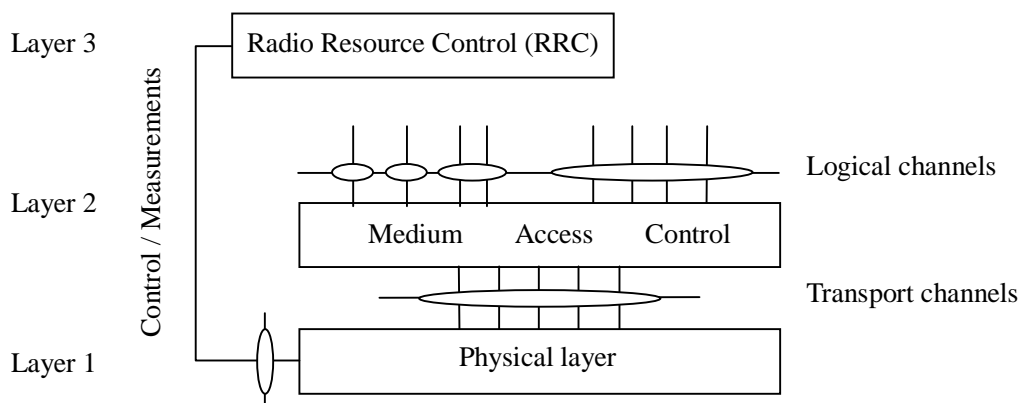 Layer 3
Radio Resource Control (RRC)
Control / Measurements
Logical channels
Layer 2
Medium Access Control
Transport channels
Layer 1
Physical layer